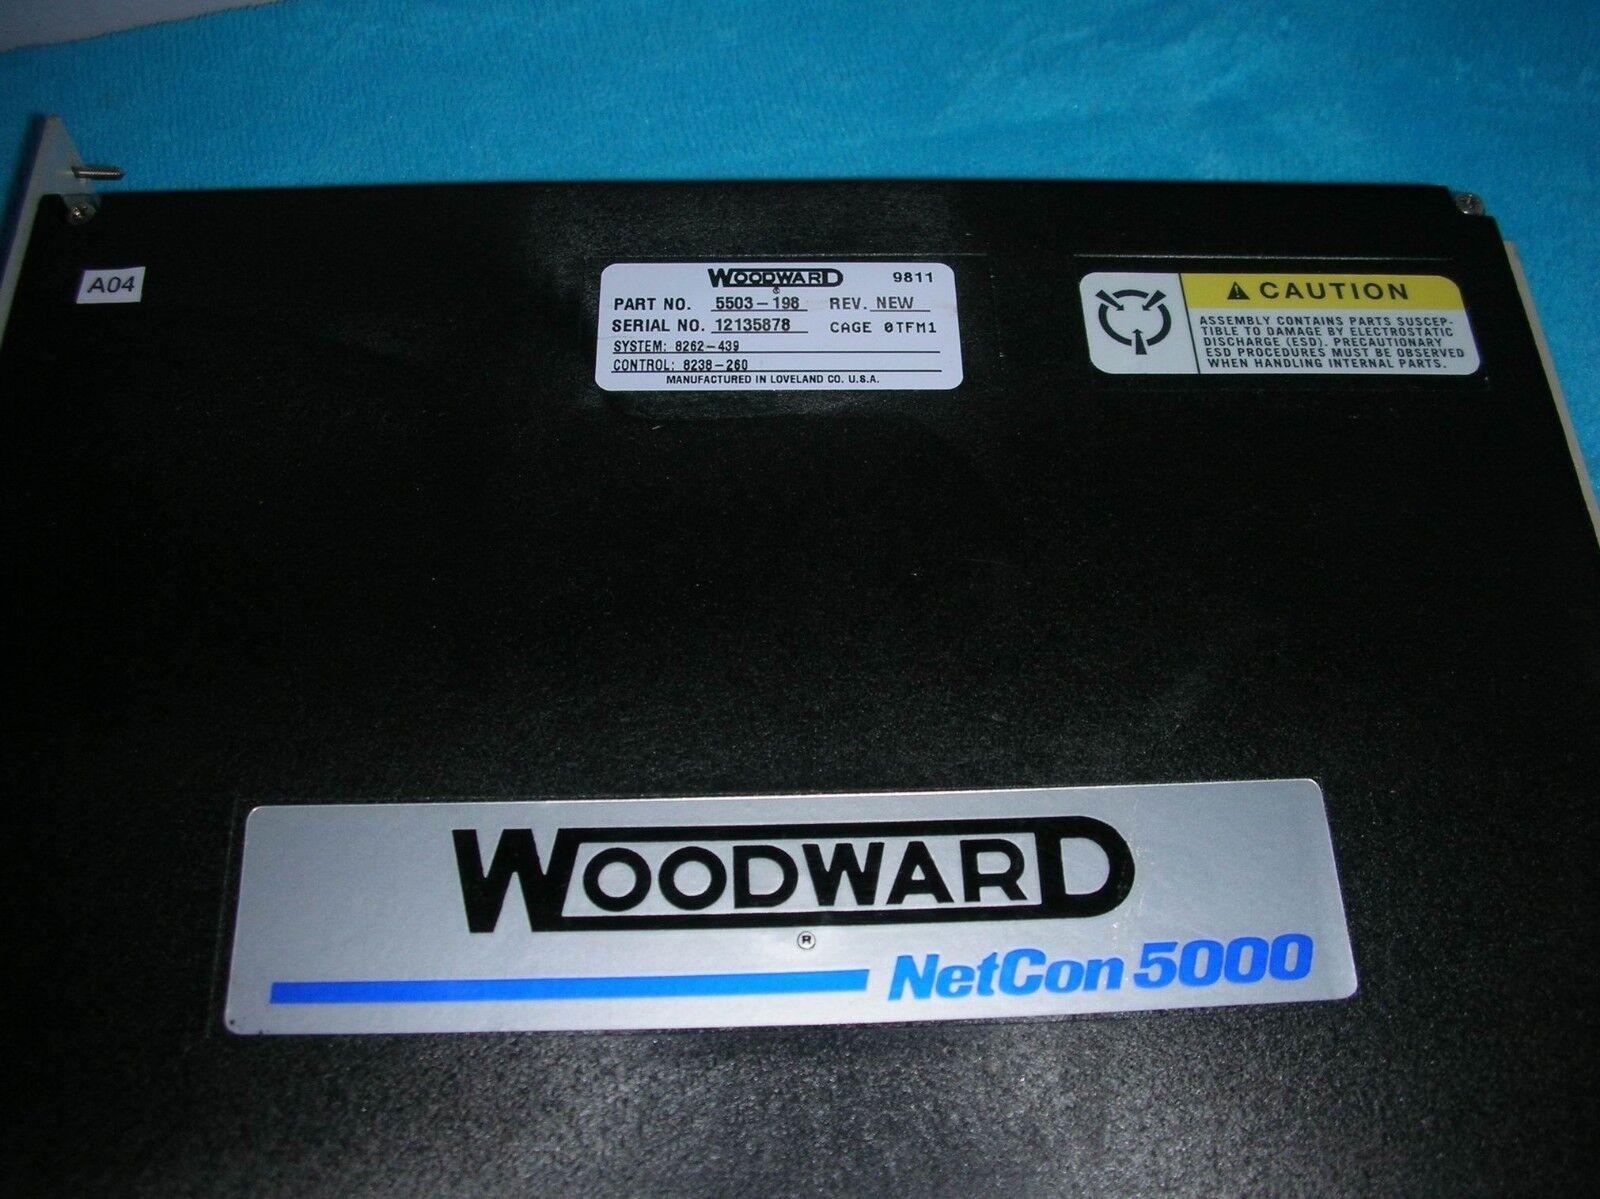 A04
WOODWARD 9811
®
PART NO. 5503-198 REV. NEW
SERIAL NO. 12135878 CAGE 0TFM1
SYSTEM: 8262-439
CONTROL: 8238-260
MANUFACTURED IN LOVELAND CO. U.S.A.
CAUTION
ASSEMBLY CONTAINS PARTS SUSCEP-
TIBLE TO DAMAGE BY ELECTROSTATIC
DISCHARGE (ESD). PRECAUTIONARY
ESD PROCEDURES MUST BE OBSERVED
WHEN HANDLING INTERNAL PARTS.
WOODWARD
®
NetCon 5000